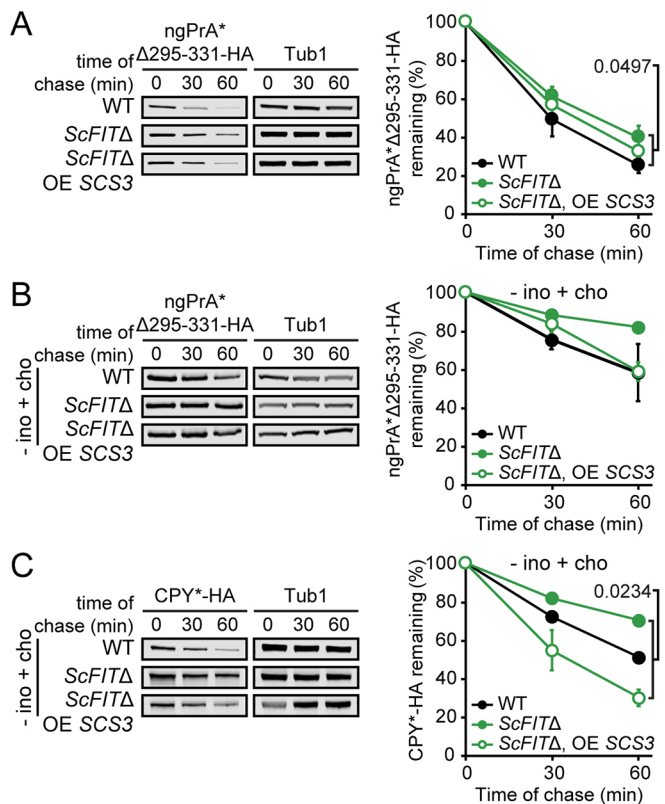 A
ngPrA*
Δ295-331-HA Tub1
time of
chase (min) 0 30 60 0 30 60
WT
ScFITΔ
ScFITΔ
OE SCS3
ngPrA*Δ295-331-HA
remaining (%)
100
80
60
40
20
0
0.0497
WT
ScFITΔ
ScFITΔ, OE SCS3
0 30 60
Time of chase (min)
B
ngPrA*
Δ295-331-HA Tub1
time of
chase (min) 0 30 60 0 30 60
- ino + cho
WT
ScFITΔ
ScFITΔ
OE SCS3
ngPrA*Δ295-331-HA
remaining (%)
- ino + cho
100
80
60
40
20
0
WT
ScFITΔ
ScFITΔ, OE SCS3
0 30 60
Time of chase (min)
C
CPY*-HA Tub1
time of
chase (min) 0 30 60 0 30 60
- ino + cho
WT
ScFITΔ
ScFITΔ
OE SCS3
CPY*-HA remaining (%)
- ino + cho
100
80
60
40
20
0
0.0234
WT
ScFITΔ
ScFITΔ, OE SCS3
0 30 60
Time of chase (min)